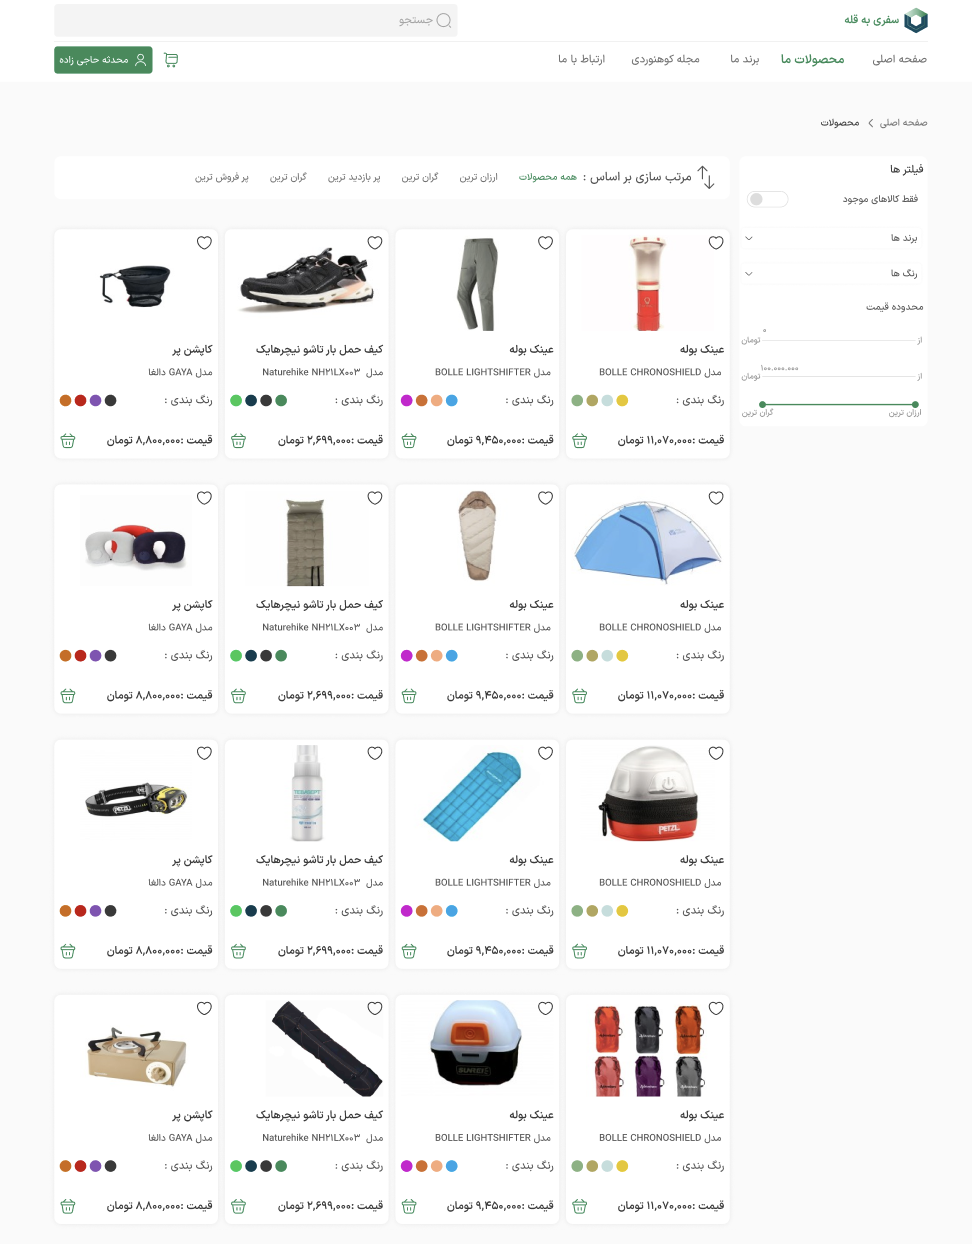 سفری به قله
جستجو
صفحه اصلی
محصولات ما
برند ما
مجله کوهنوردی
ارتباط با ما
محدثه حاجی زاده
صفحه اصلی
محصولات
فیلتر ها
فقط کالاهای موجود
برند ها
رنگ ها
محدوده قیمت
از ۰ تومان
از ۱۰۰,۰۰۰,۰۰۰ تومان
ارزان ترین
گران ترین
مرتب سازی بر اساس :
همه محصولات
ارزان ترین
گران ترین
پر بازدید ترین
گران ترین
پر فروش ترین
عینک بوله
مدل BOLLE CHRONOSHIELD
رنگ بندی :
قیمت :۱۱,۰۷۰,۰۰۰ تومان
عینک بوله
مدل BOLLE LIGHTSHIFTER
رنگ بندی :
قیمت :۹,۴۵۰,۰۰۰ تومان
کیف حمل بار تاشو نیچرهایک
مدل Naturehike NH۲۱LX۰۰۳
رنگ بندی :
قیمت :۲,۶۹۹,۰۰۰ تومان
کاپشن پر
مدل GAYA دالغا
رنگ بندی :
قیمت :۸,۸۰۰,۰۰۰ تومان
عینک بوله
مدل BOLLE CHRONOSHIELD
رنگ بندی :
قیمت :۱۱,۰۷۰,۰۰۰ تومان
عینک بوله
مدل BOLLE LIGHTSHIFTER
رنگ بندی :
قیمت :۹,۴۵۰,۰۰۰ تومان
کیف حمل بار تاشو نیچرهایک
مدل Naturehike NH۲۱LX۰۰۳
رنگ بندی :
قیمت :۲,۶۹۹,۰۰۰ تومان
کاپشن پر
مدل GAYA دالغا
رنگ بندی :
قیمت :۸,۸۰۰,۰۰۰ تومان
PETZL
عینک بوله
مدل BOLLE CHRONOSHIELD
رنگ بندی :
قیمت :۱۱,۰۷۰,۰۰۰ تومان
عینک بوله
مدل BOLLE LIGHTSHIFTER
رنگ بندی :
قیمت :۹,۴۵۰,۰۰۰ تومان
کیف حمل بار تاشو نیچرهایک
مدل Naturehike NH۲۱LX۰۰۳
رنگ بندی :
قیمت :۲,۶۹۹,۰۰۰ تومان
PETZL
کاپشن پر
مدل GAYA دالغا
رنگ بندی :
قیمت :۸,۸۰۰,۰۰۰ تومان
عینک بوله
مدل BOLLE CHRONOSHIELD
رنگ بندی :
قیمت :۱۱,۰۷۰,۰۰۰ تومان
عینک بوله
مدل BOLLE LIGHTSHIFTER
رنگ بندی :
قیمت :۹,۴۵۰,۰۰۰ تومان
کیف حمل بار تاشو نیچرهایک
مدل Naturehike NH۲۱LX۰۰۳
رنگ بندی :
قیمت :۲,۶۹۹,۰۰۰ تومان
کاپشن پر
مدل GAYA دالغا
رنگ بندی :
قیمت :۸,۸۰۰,۰۰۰ تومان